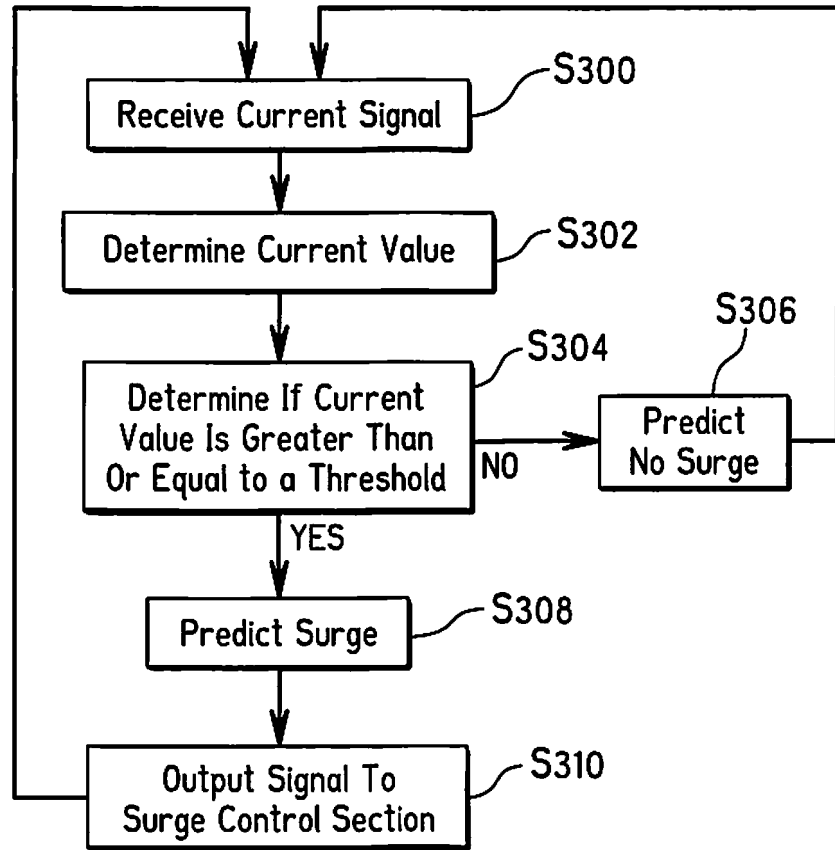 S300
Receive Current Signal
S302
Determine Current Value
S304
Determine If Current
Value Is Greater Than
Or Equal to a Threshold
NO
S306
Predict
No Surge
YES
S308
Predict Surge
S310
Output Signal To
Surge Control Section